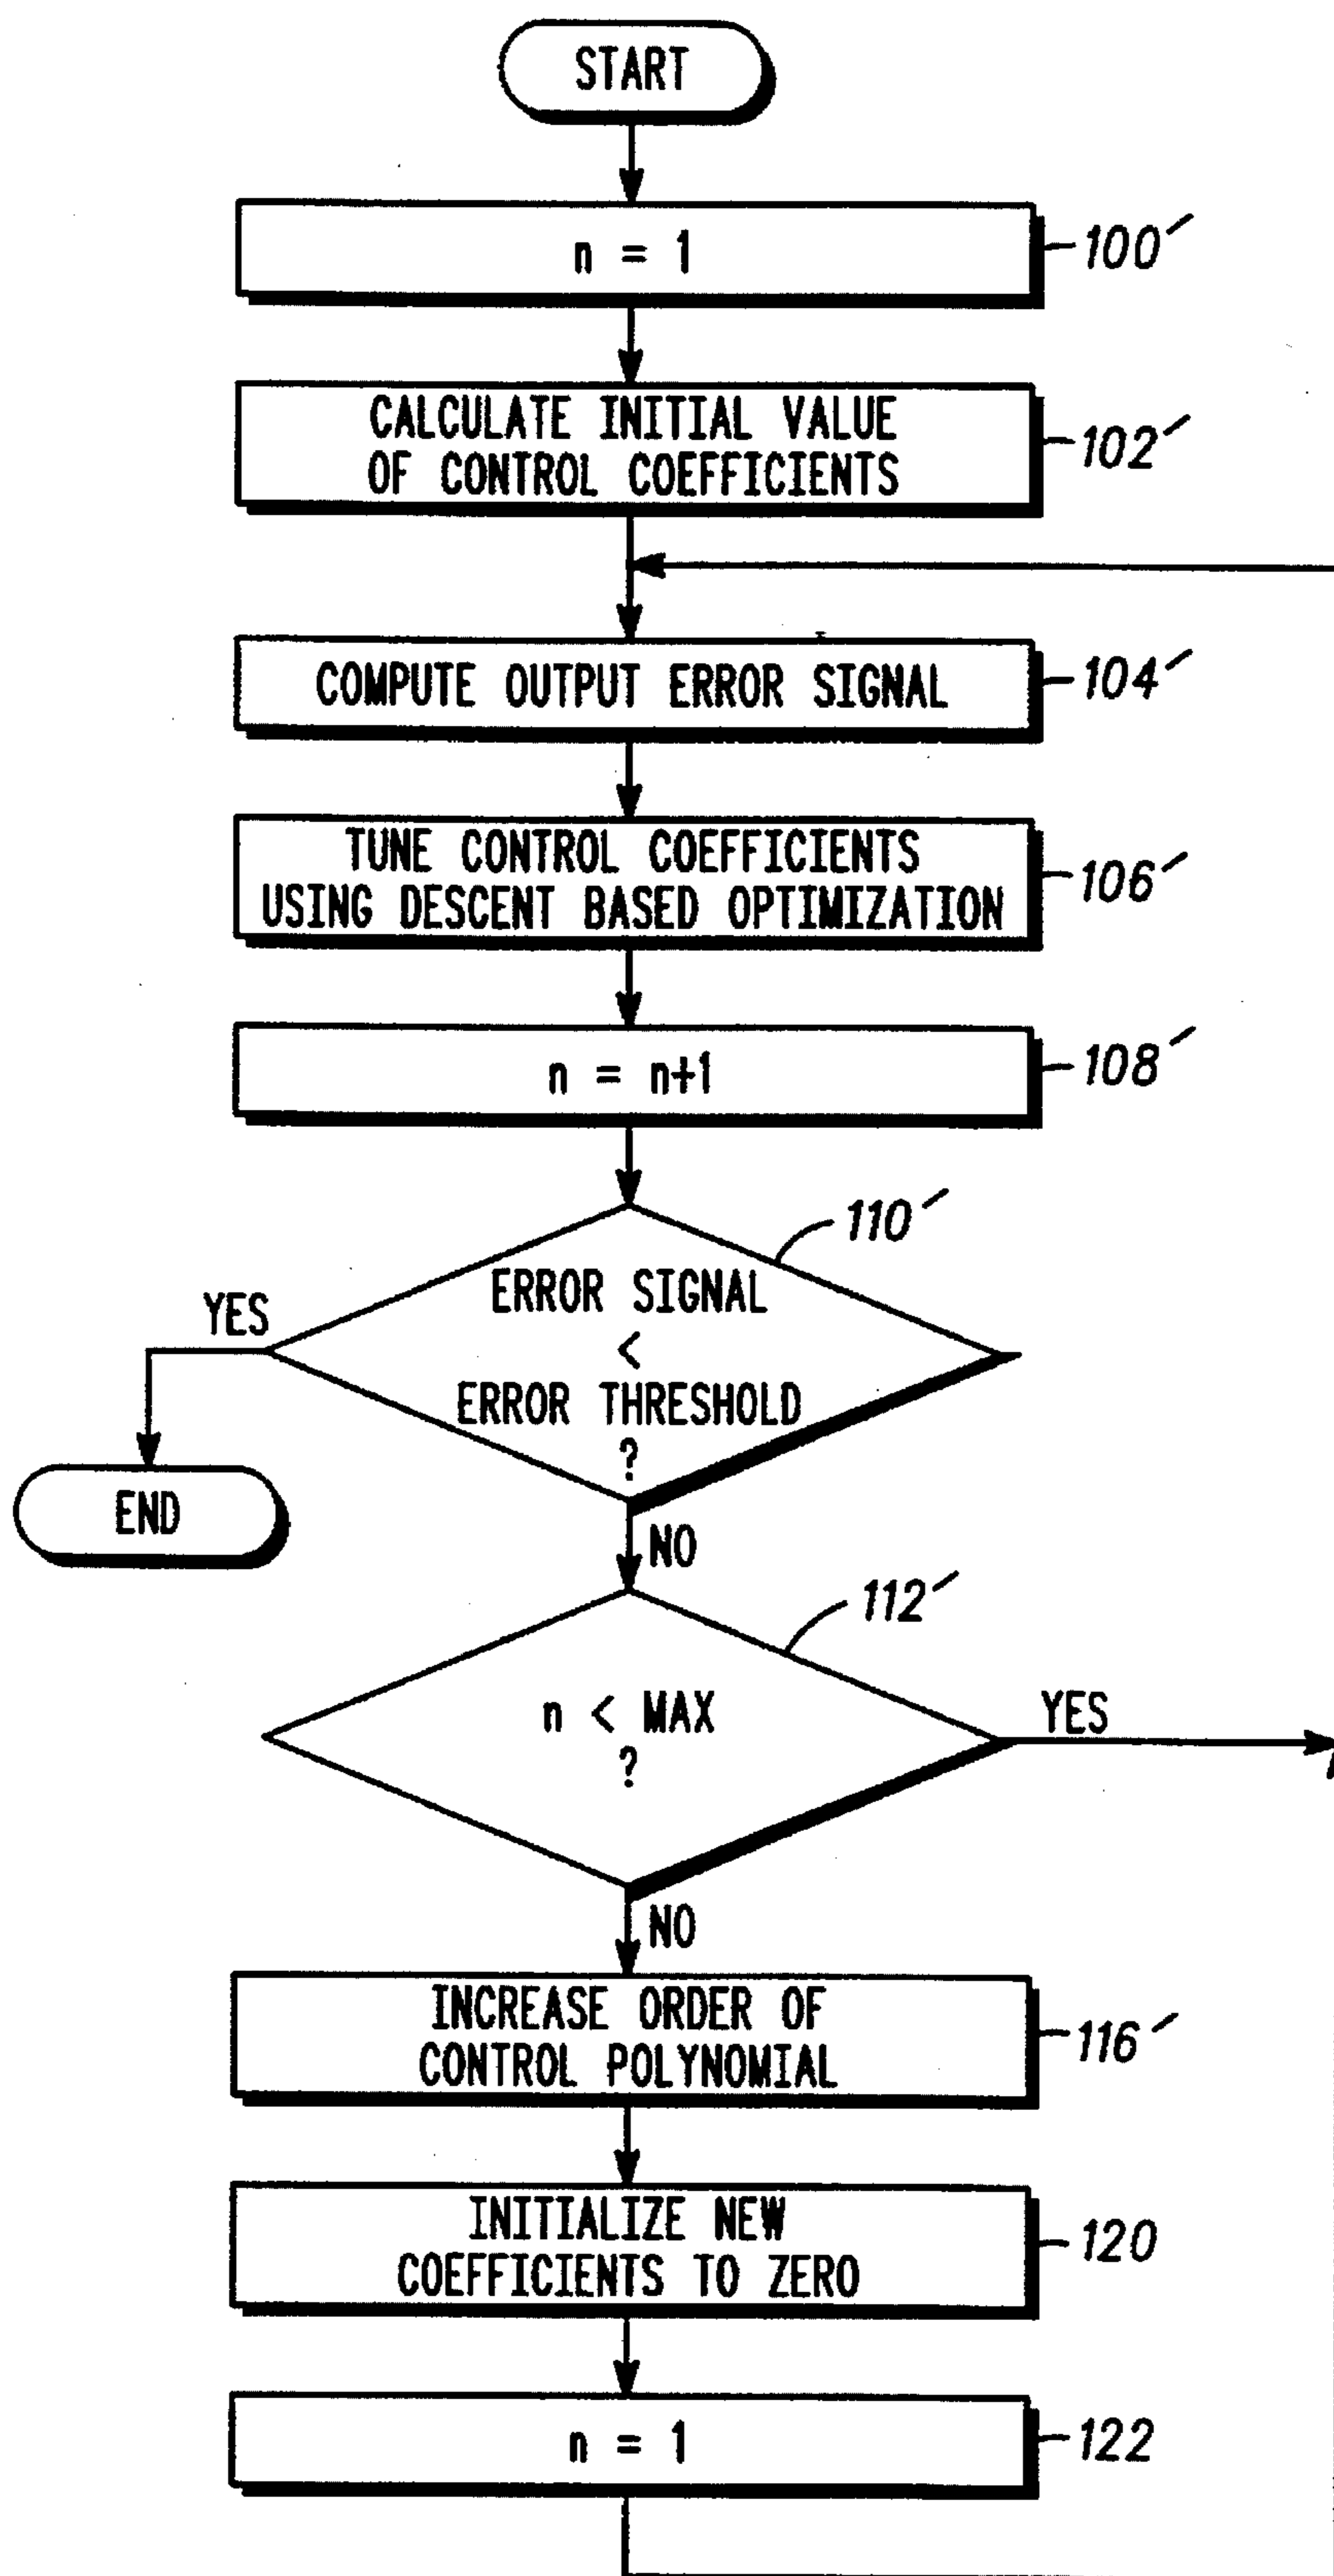 START
n = 1
100′
CALCULATE INITIAL VALUE
OF CONTROL COEFFICIENTS
102′
COMPUTE OUTPUT ERROR SIGNAL
104′
TUNE CONTROL COEFFICIENTS
USING DESCENT BASED OPTIMIZATION
106′
n = n+1
108′
110′
ERROR SIGNAL
<
ERROR THRESHOLD
?
YES
END
NO
112′
n < MAX
?
YES
NO
INCREASE ORDER OF
CONTROL POLYNOMIAL
116′
INITIALIZE NEW
COEFFICIENTS TO ZERO
120
n = 1
122